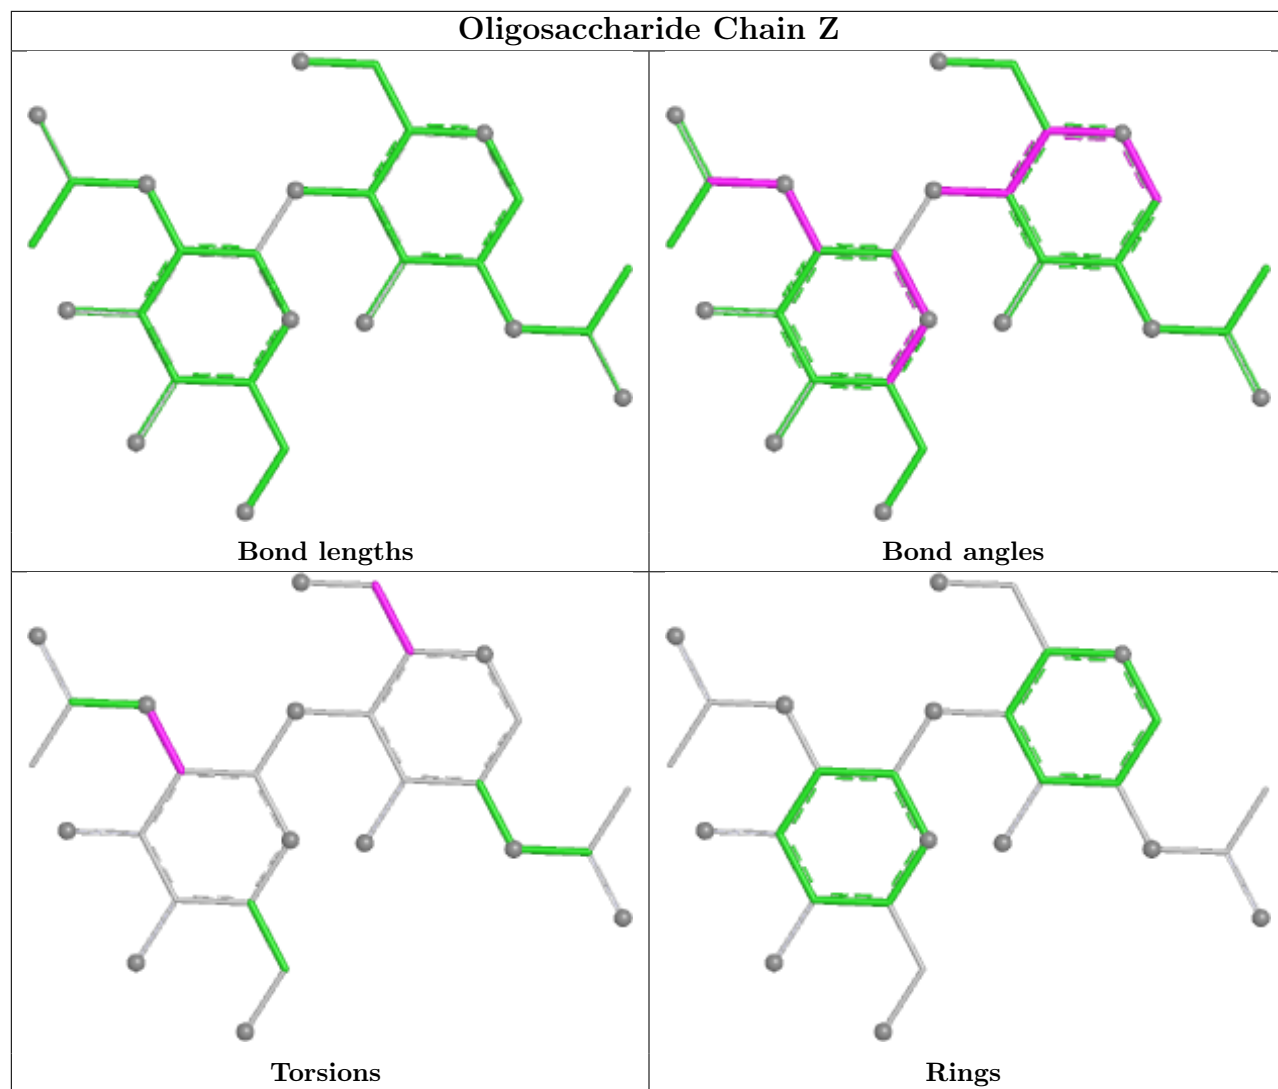 Oligosaccharide Chain Z
Bond lengths
Bond angles
Torsions
Rings